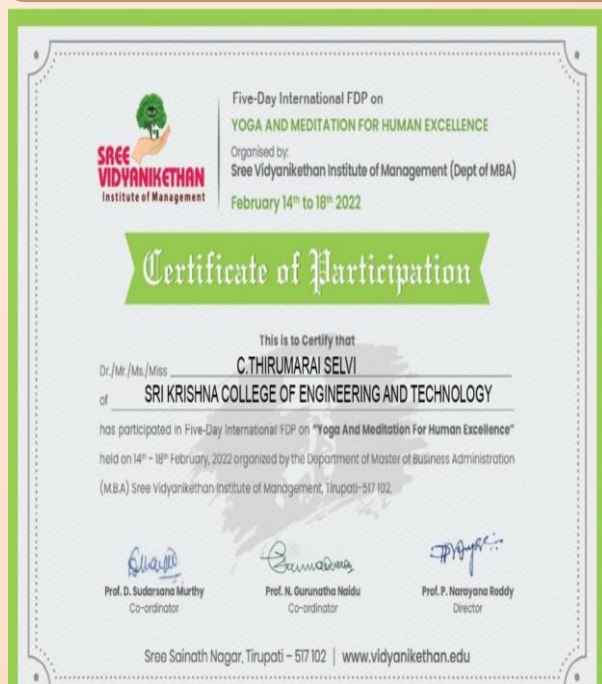 SREE
VIDYANIKETHAN
Institute of Management
Five-Day International FDP on
YOGA AND MEDITATION FOR HUMAN EXCELLENCE
Organised by:
Sree Vidyanikethan Institute of Management (Dept of MBA)
February 14th to 18th 2022
Certificate of Participation
This is to Certify that
Dr./Mr./Ms./Miss C.THIRUMARAI SELVI
of SRI KRISHNA COLLEGE OF ENGINEERING AND TECHNOLOGY
has participated in Five-Day International FDP on "Yoga And Meditation For Human Excellence"
held on 14th - 18th February, 2022 organized by the Department of Master of Business Administration
(M.B.A) Sree Vidyanikethan Institute of Management, Tirupati-517 102.
Prof. D. Sudarsana Murthy
Co-ordinator
Prof. N. Gurunatha Naidu
Co-ordinator
Prof. P. Narayana Reddy
Director
Sree Sainath Nagar, Tirupati - 517 102 | www.vidyanikethan.edu